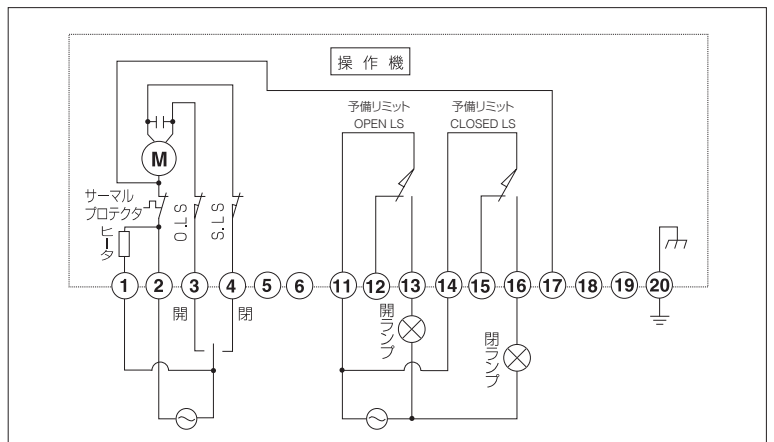 操作機
予備リミット
OPEN LS
予備リミット
CLOSED LS
M
サーマル
プロテクタ
ヒータ
O.LS
S.LS
1 2 3 4 5 6 11 12 13 14 15 16 17 18 19 20
開 閉
開ランプ
閉ランプ